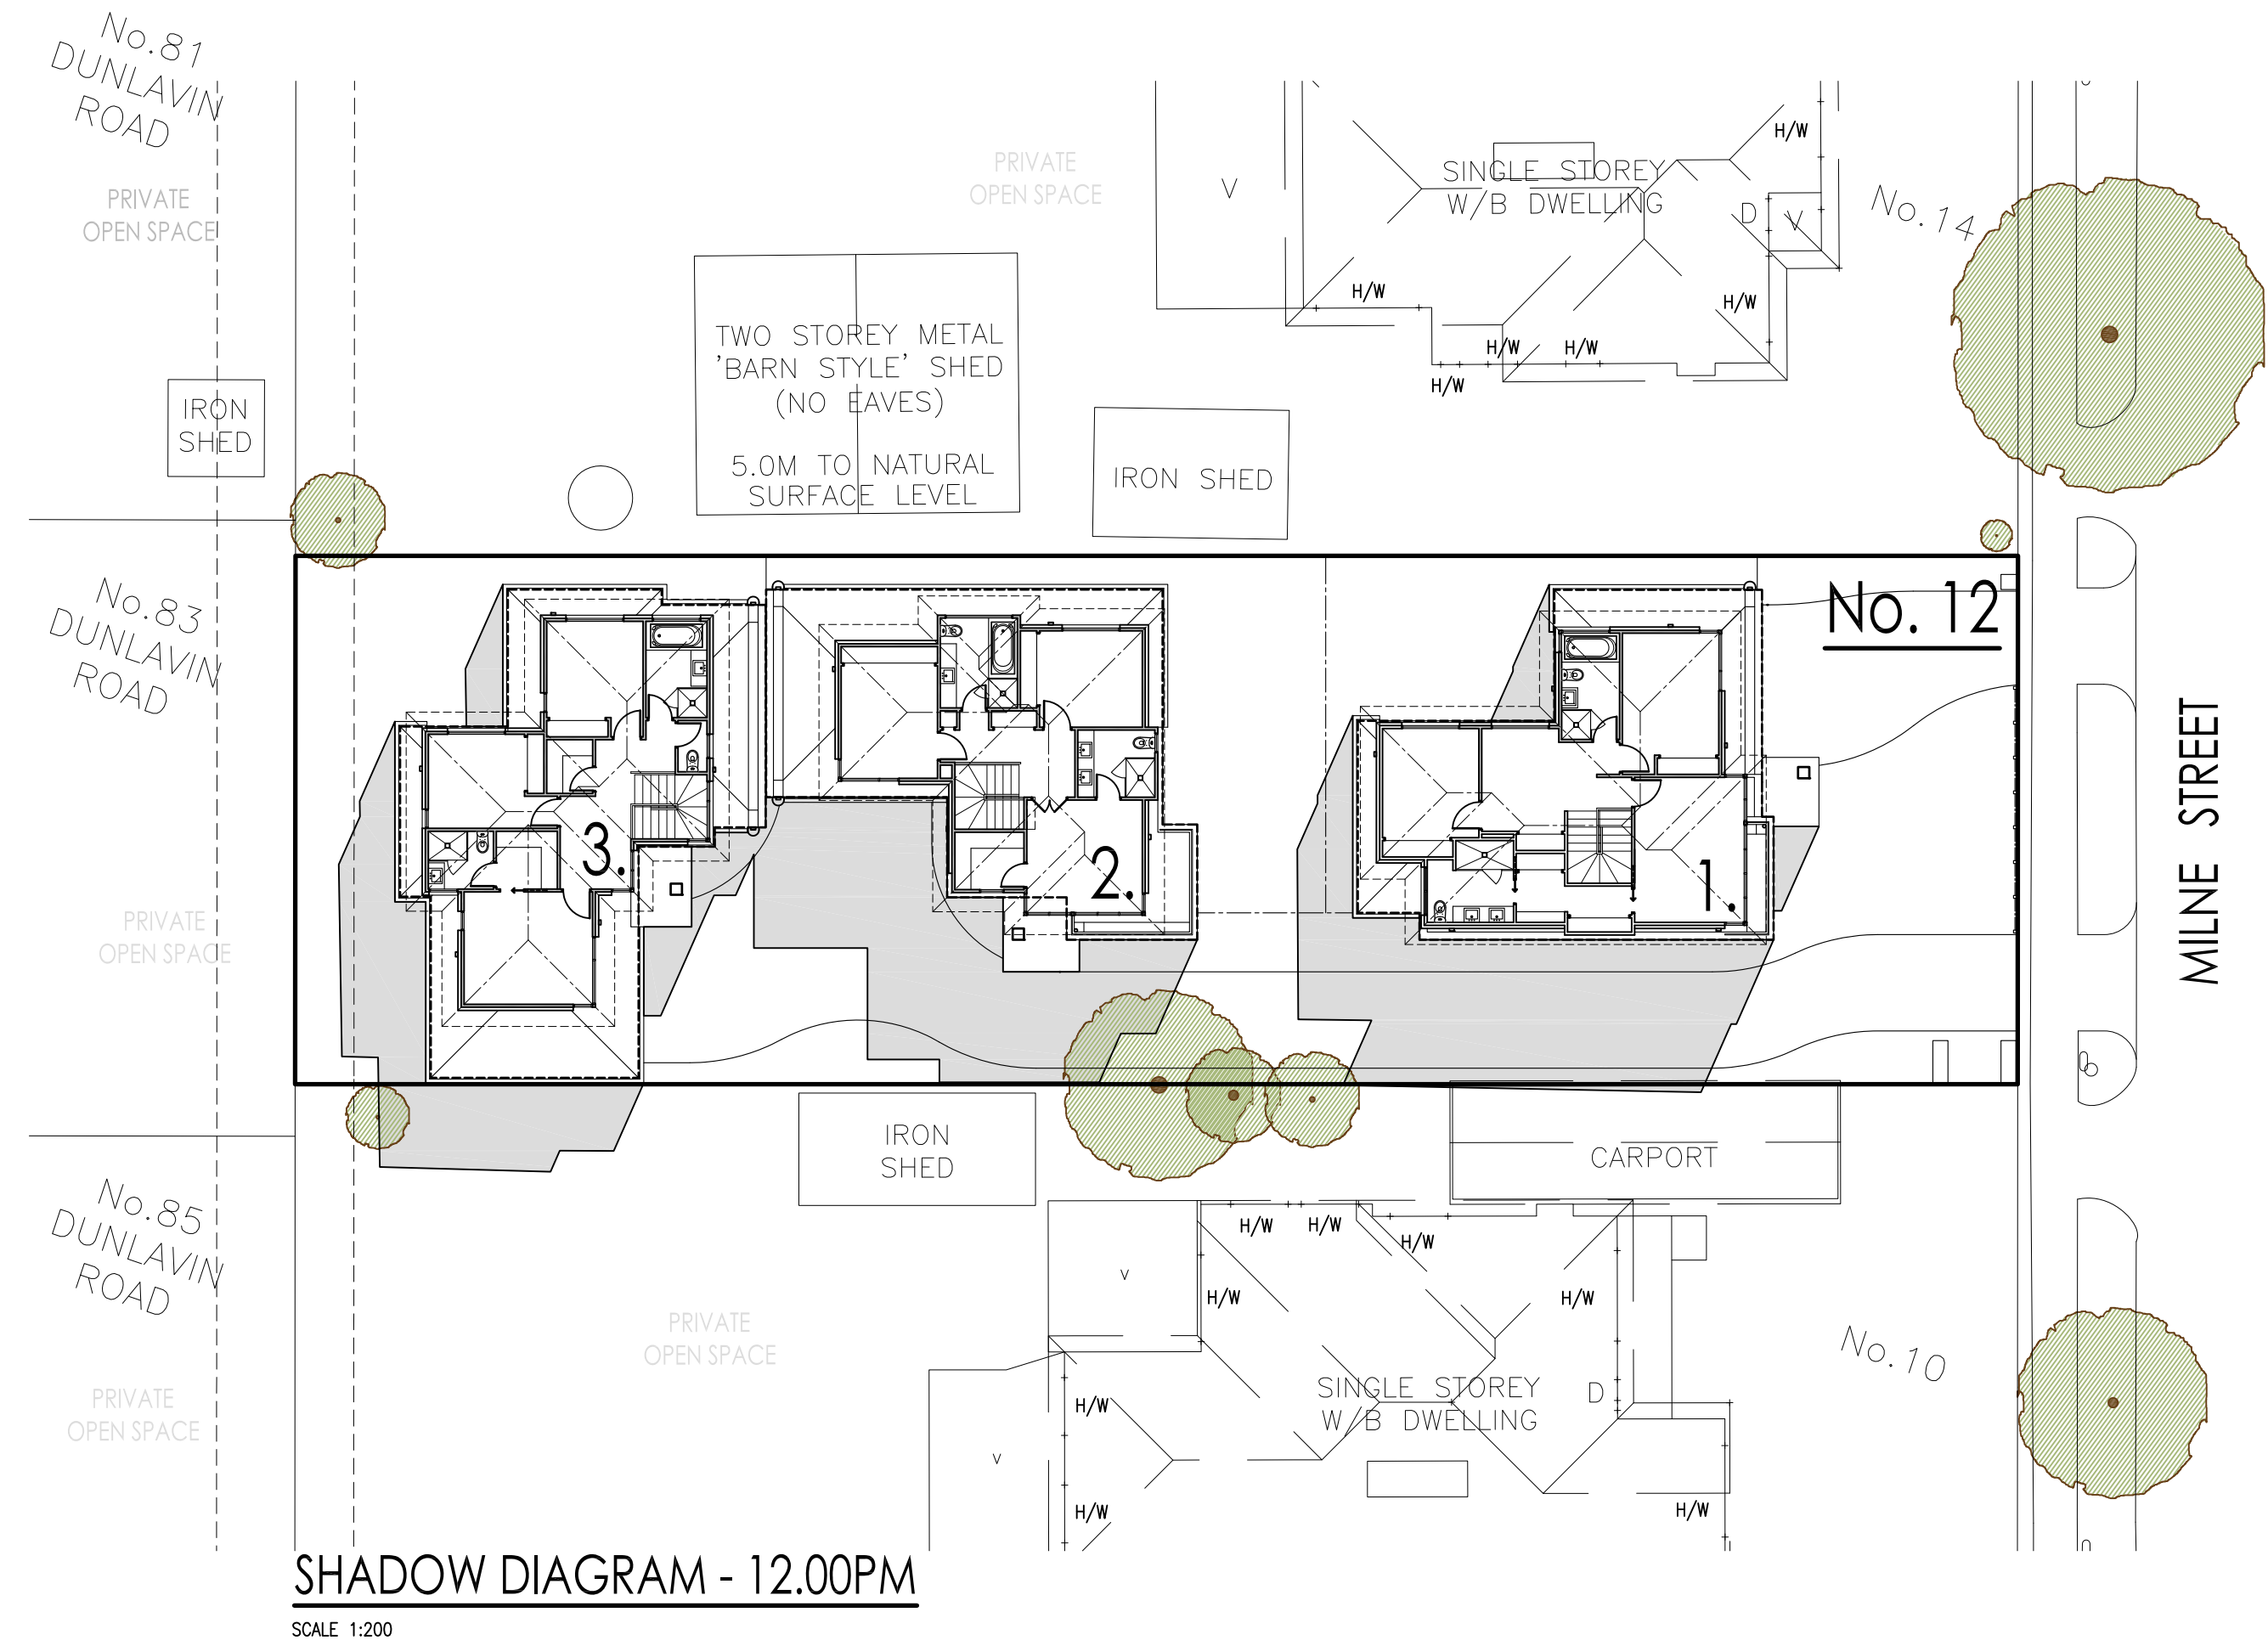 No.81
DUNLAVIN
ROAD
PRIVATE
OPEN SPACE
IRON
SHED
PRIVATE
OPEN SPACE
TWO STOREY METAL
'BARN STYLE' SHED
(NO EAVES)
5.0M TO NATURAL
SURFACE LEVEL
IRON SHED
V
SINGLE STOREY
W/B DWELLING
H/W
D
V
H/W
H/W
H/W
H/W
H/W
No.14
No.83
DUNLAVIN
ROAD
PRIVATE
OPEN SPACE
3.
2.
1.
No. 12
MILNE STREET
No.85
DUNLAVIN
ROAD
PRIVATE
OPEN SPACE
IRON
SHED
PRIVATE
OPEN SPACE
CARPORT
V
V
H/W
H/W
H/W
H/W
H/W
H/W
H/W
H/W
SINGLE STOREY
W/B DWELLING
D
No.10
SHADOW DIAGRAM - 12.00PM
SCALE 1:200